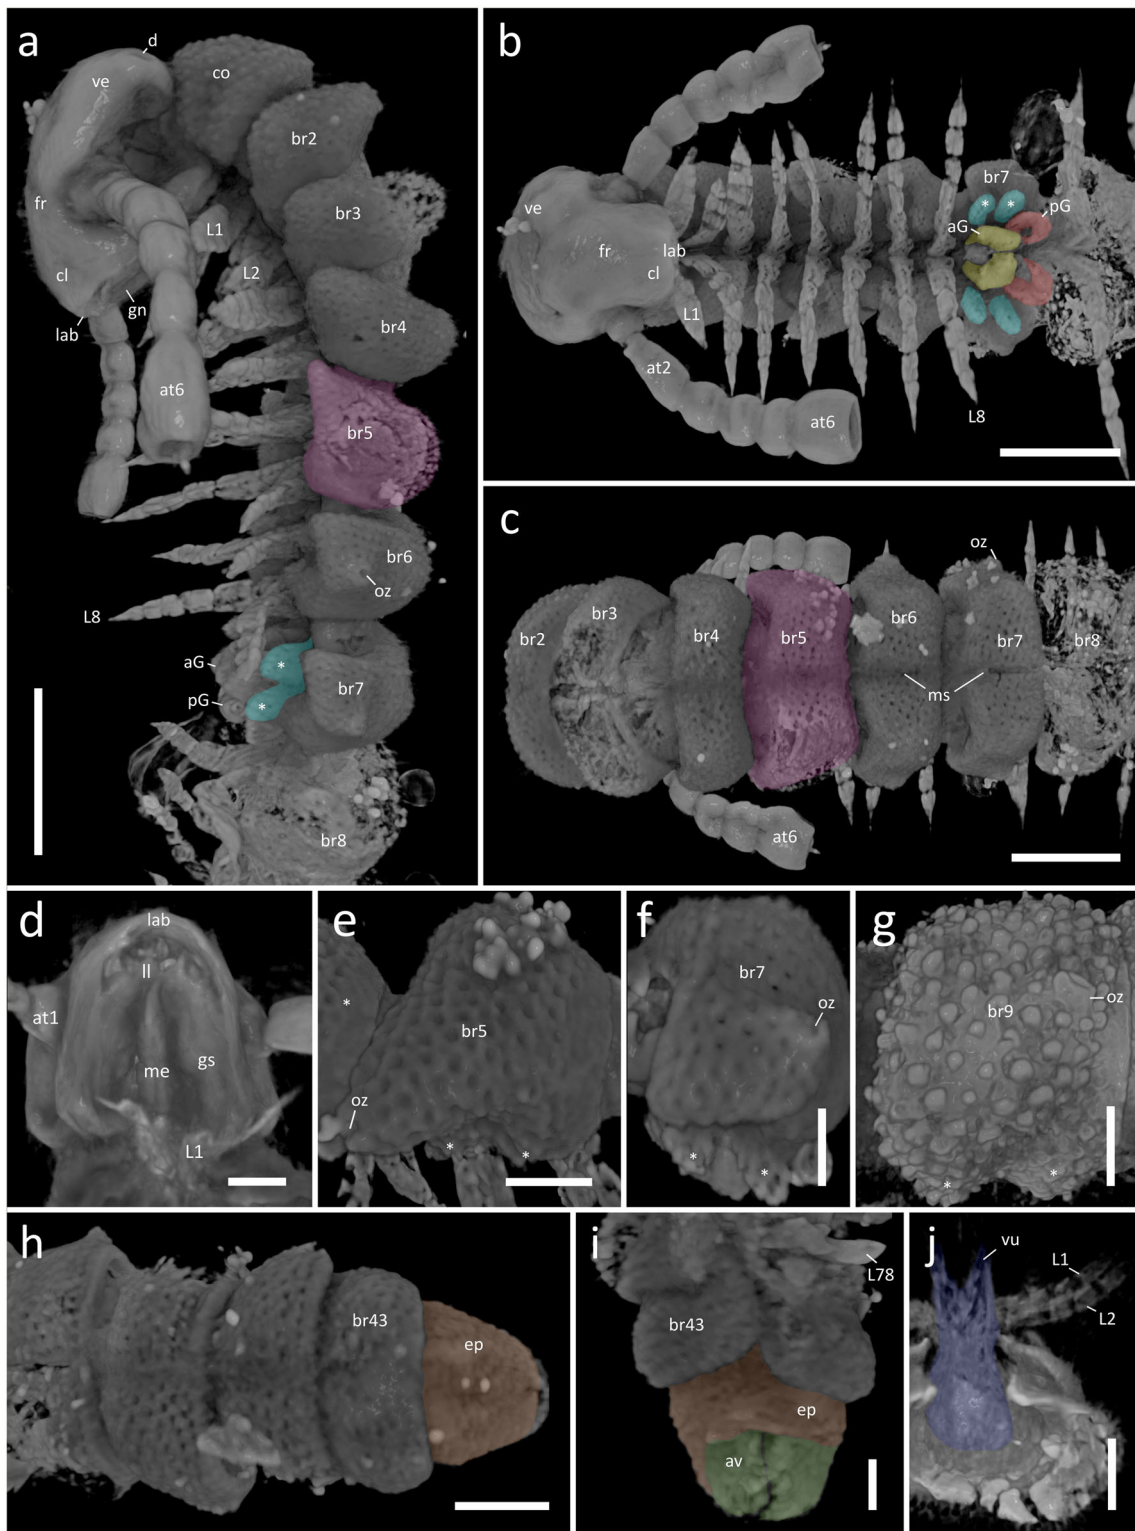 a
d
ve
co
br2
fr
br3
L1
L2
cl
gn
lab
br4
at6
br5
br6
oz
L8
aG
*
br7
pG
*
br8
b
ve
br7
* *
pG
aG
fr
lab
cl
L1
at2
at6
L8
c
oz
br3
br2
br4
br5
br6
br7
br8
ms
at6
d
lab
ll
at1
me
gs
L1
e
*
br5
oz
* *
f
br7
oz
* *
g
br9
oz
* *
h
br43
ep
i
L78
br43
ep
av
j
vu
L1
L2